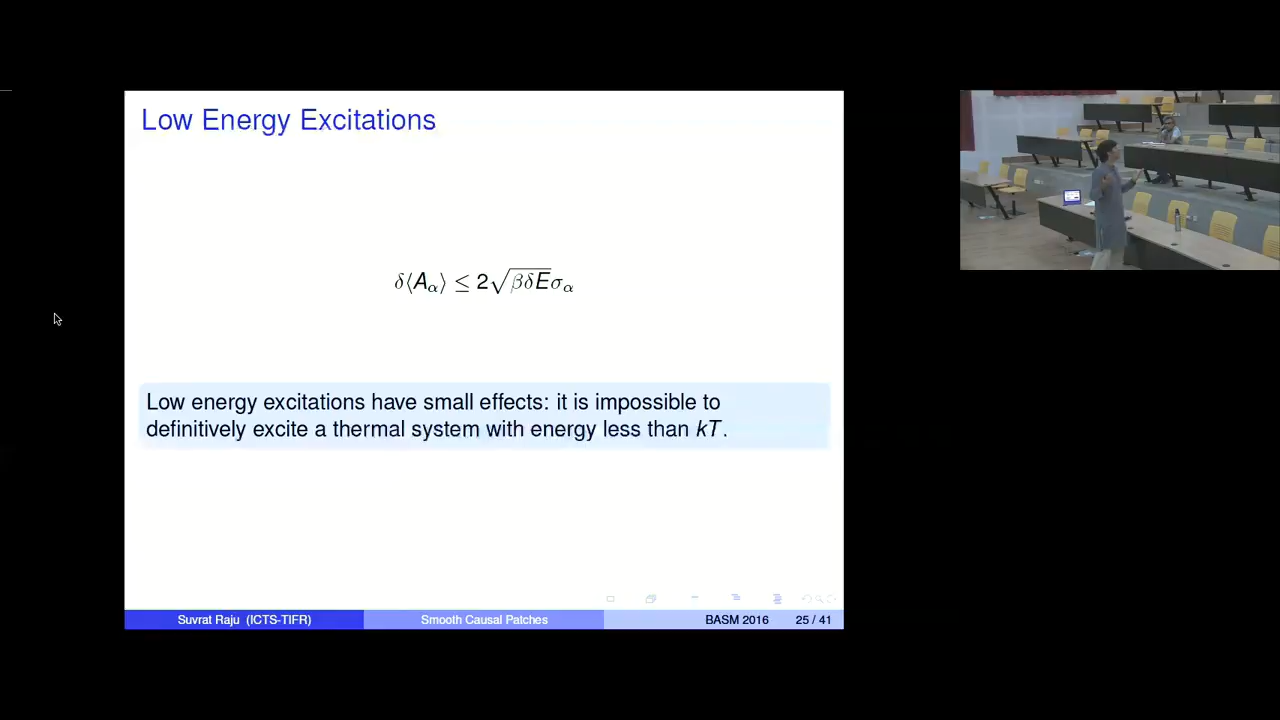 Low Energy Excitations
δ⟨A_α⟩ ≤ 2√(βδE)σ_α
Low energy excitations have small effects: it is impossible to
definitively excite a thermal system with energy less than kT.
Suvrat Raju (ICTS-TIFR) Smooth Causal Patches BASM 2016 25 / 41